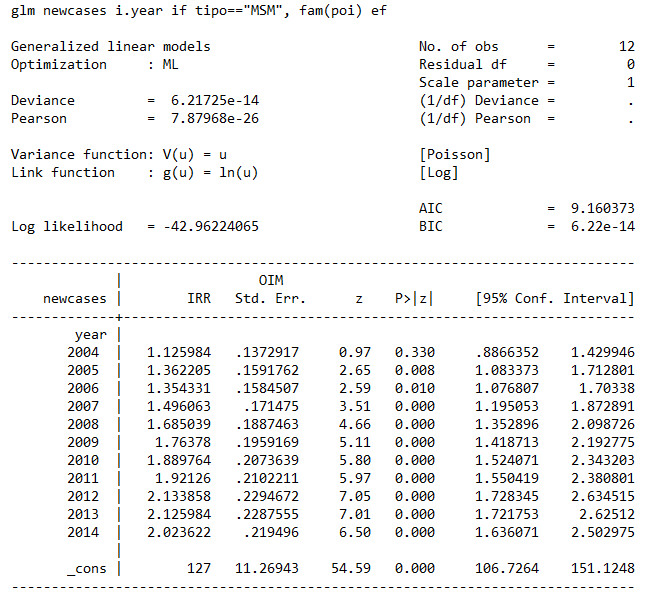 glm newcases i.year if tipo=="MSM", fam(poi) ef
Generalized linear models No. of obs = 12
Optimization : ML Residual df = 0
Scale parameter = 1
Deviance = 6.21725e-14 (1/df) Deviance = .
Pearson = 7.87968e-26 (1/df) Pearson = .
Variance function: V(u) = u [Poisson]
Link function : g(u) = ln(u) [Log]
AIC = 9.160373
Log likelihood = -42.96224065 BIC = 6.22e-14
------------------------------------------------------------------------------
| OIM
newcases | IRR Std. Err. z P>|z| [95% Conf. Interval]
-------------+----------------------------------------------------------------
year |
2004 | 1.125984 .1372917 0.97 0.330 .8866352 1.429946
2005 | 1.362205 .1591762 2.65 0.008 1.083373 1.712801
2006 | 1.354331 .1584507 2.59 0.010 1.076807 1.70338
2007 | 1.496063 .171475 3.51 0.000 1.195053 1.872891
2008 | 1.685039 .1887463 4.66 0.000 1.352896 2.098726
2009 | 1.76378 .1959169 5.11 0.000 1.418713 2.192775
2010 | 1.889764 .2073639 5.80 0.000 1.524071 2.343203
2011 | 1.92126 .2102211 5.97 0.000 1.550419 2.380801
2012 | 2.133858 .2294672 7.05 0.000 1.728345 2.634515
2013 | 2.125984 .2287555 7.01 0.000 1.721753 2.62512
2014 | 2.023622 .219496 6.50 0.000 1.636071 2.502975
|
_cons | 127 11.26943 54.59 0.000 106.7264 151.1248
------------------------------------------------------------------------------